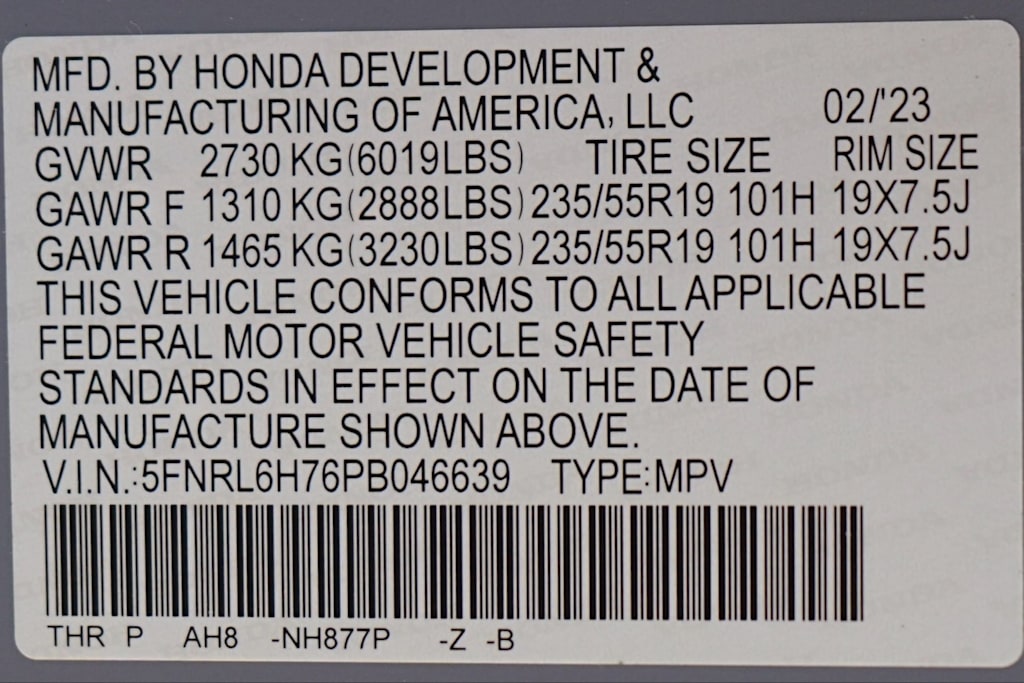 MFD. BY HONDA DEVELOPMENT &
MANUFACTURING OF AMERICA, LLC 02/'23
GVWR 2730 KG(6019LBS) TIRE SIZE RIM SIZE
GAWR F 1310 KG(2888LBS) 235/55R19 101H 19X7.5J
GAWR R 1465 KG(3230LBS) 235/55R19 101H 19X7.5J
THIS VEHICLE CONFORMS TO ALL APPLICABLE
FEDERAL MOTOR VEHICLE SAFETY
STANDARDS IN EFFECT ON THE DATE OF
MANUFACTURE SHOWN ABOVE.
V.I.N.:5FNRL6H76PB046639 TYPE:MPV
THR P AH8 -NH877P -Z -B